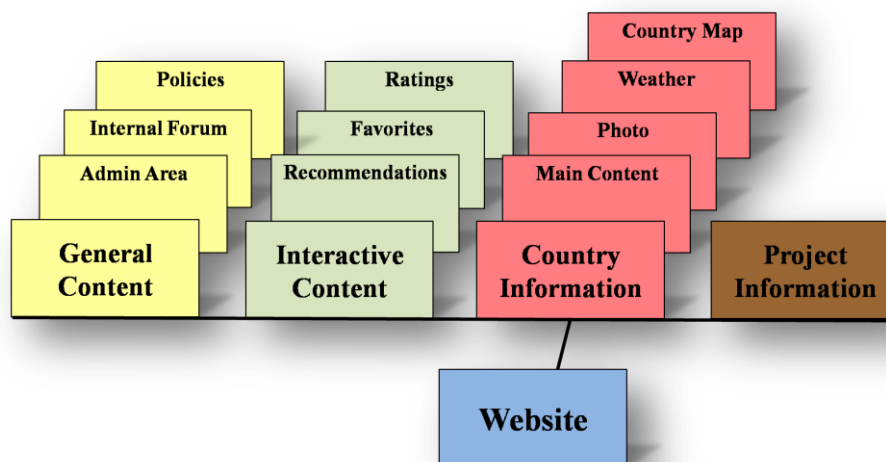 Country Map
Policies
Ratings
Weather
Internal Forum
Favorites
Photo
Admin Area
Recommendations
Main Content
General
Content
Interactive
Content
Country
Information
Project
Information
Website